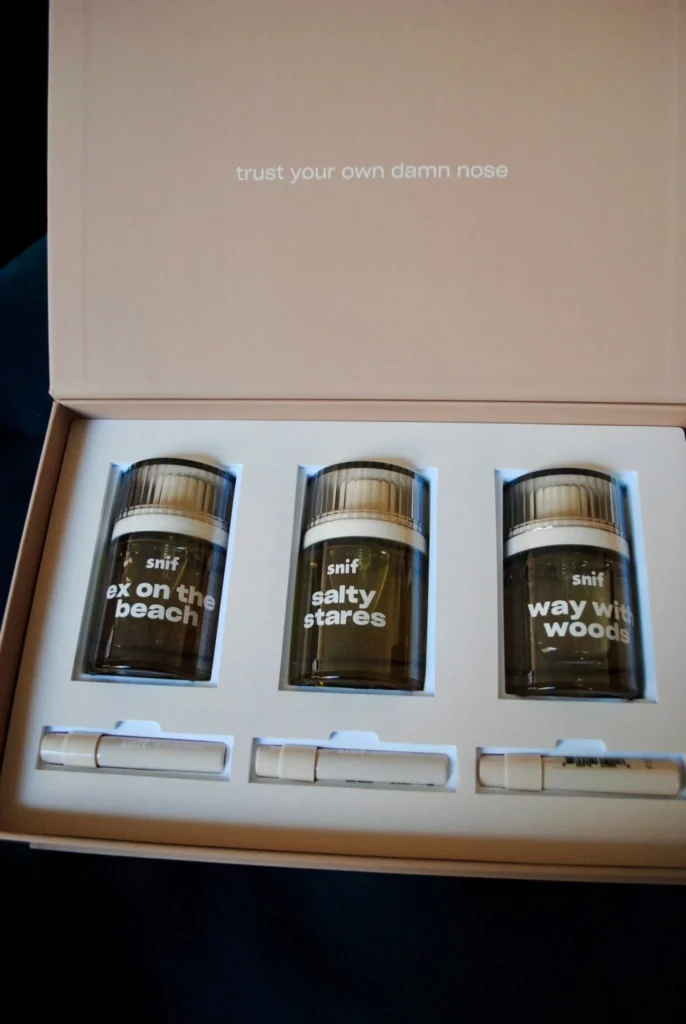 trust your own damn nose
snif
ex on the
beach
snif
salty
stares
snif
way with
woods